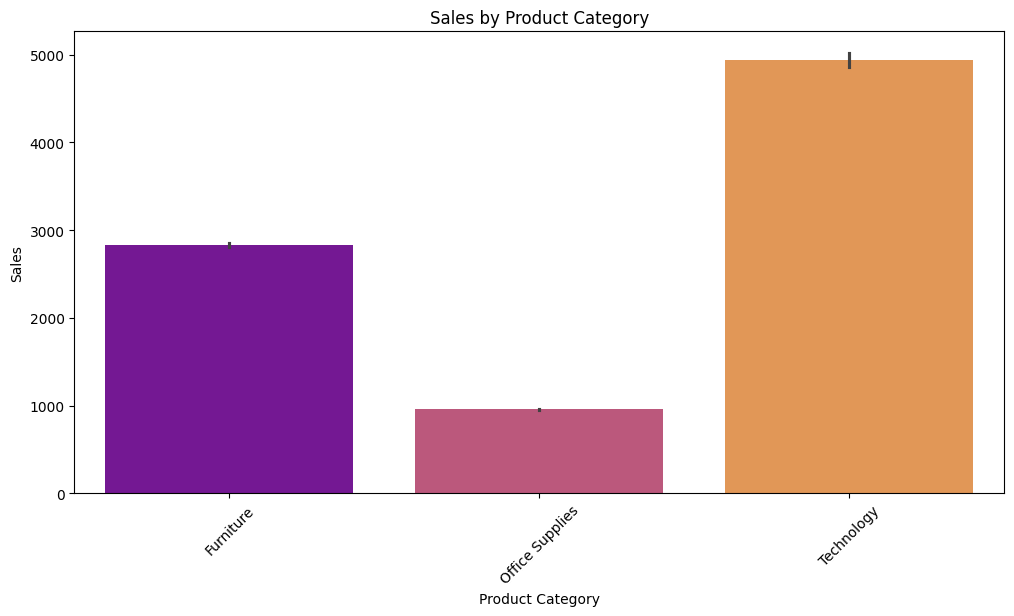 Sales by Product Category
Sales
5000
4000
3000
2000
1000
0
Furniture
Office Supplies
Technology
Product Category